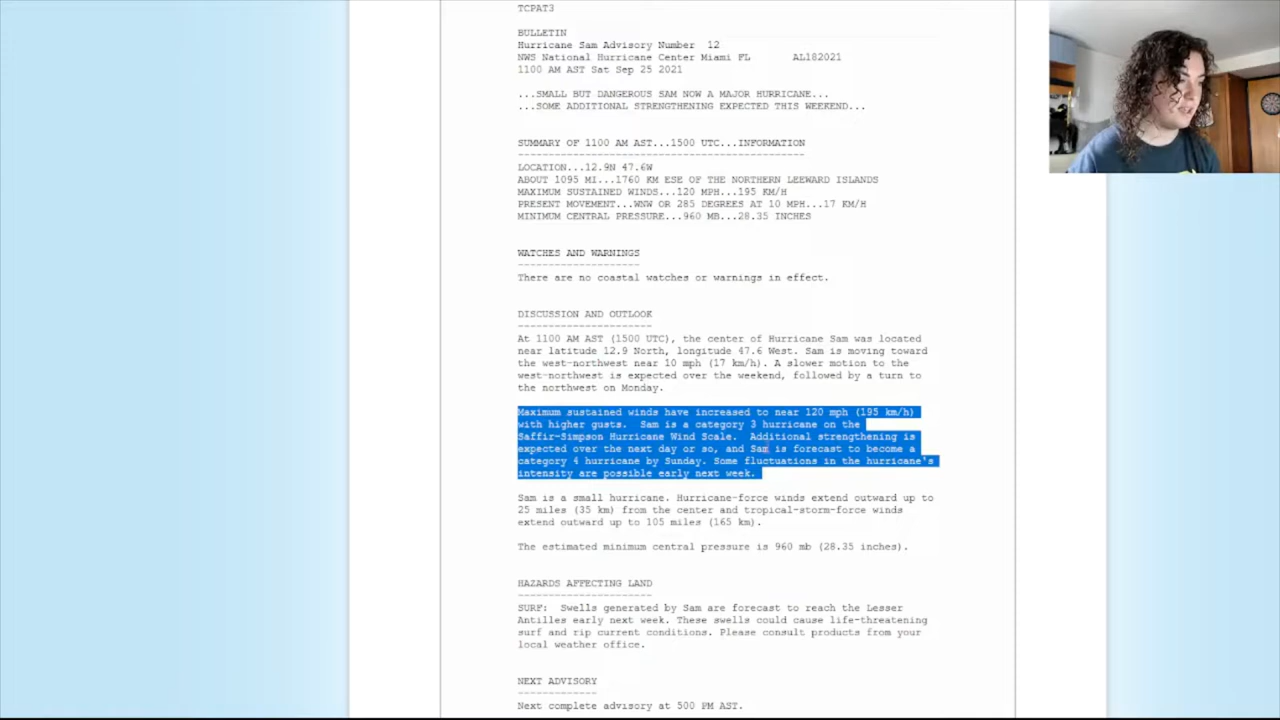 TCPAT3
BULLETIN
Hurricane Sam Advisory Number  12
NWS National Hurricane Center Miami FL       AL182021
1100 AM AST Sat Sep 25 2021
...SMALL BUT DANGEROUS SAM NOW A MAJOR HURRICANE...
...SOME ADDITIONAL STRENGTHENING EXPECTED THIS WEEKEND...
SUMMARY OF 1100 AM AST...1500 UTC...INFORMATION
-----------------------------------------------
LOCATION...12.9N 47.6W
ABOUT 1095 MI...1760 KM ESE OF THE NORTHERN LEEWARD ISLANDS
MAXIMUM SUSTAINED WINDS...120 MPH...195 KM/H
PRESENT MOVEMENT...WNW OR 285 DEGREES AT 10 MPH...17 KM/H
MINIMUM CENTRAL PRESSURE...960 MB...28.35 INCHES
WATCHES AND WARNINGS
--------------------
There are no coastal watches or warnings in effect.
DISCUSSION AND OUTLOOK
----------------------
At 1100 AM AST (1500 UTC), the center of Hurricane Sam was located
near latitude 12.9 North, longitude 47.6 West. Sam is moving toward
the west-northwest near 10 mph (17 km/h). A slower motion to the
west-northwest is expected over the weekend, followed by a turn to
the northwest on Monday.
Maximum sustained winds have increased to near 120 mph (195 km/h)
with higher gusts.  Sam is a category 3 hurricane on the
Saffir-Simpson Hurricane Wind Scale.  Additional strengthening is
expected over the next day or so, and Sam is forecast to become a
category 4 hurricane by Sunday. Some fluctuations in the hurricane's
intensity are possible early next week.
Sam is a small hurricane. Hurricane-force winds extend outward up to
25 miles (35 km) from the center and tropical-storm-force winds
extend outward up to 105 miles (165 km).
The estimated minimum central pressure is 960 mb (28.35 inches).
HAZARDS AFFECTING LAND
----------------------
SURF:  Swells generated by Sam are forecast to reach the Lesser
Antilles early next week. These swells could cause life-threatening
surf and rip current conditions. Please consult products from your
local weather office.
NEXT ADVISORY
-------------
Next complete advisory at 500 PM AST.